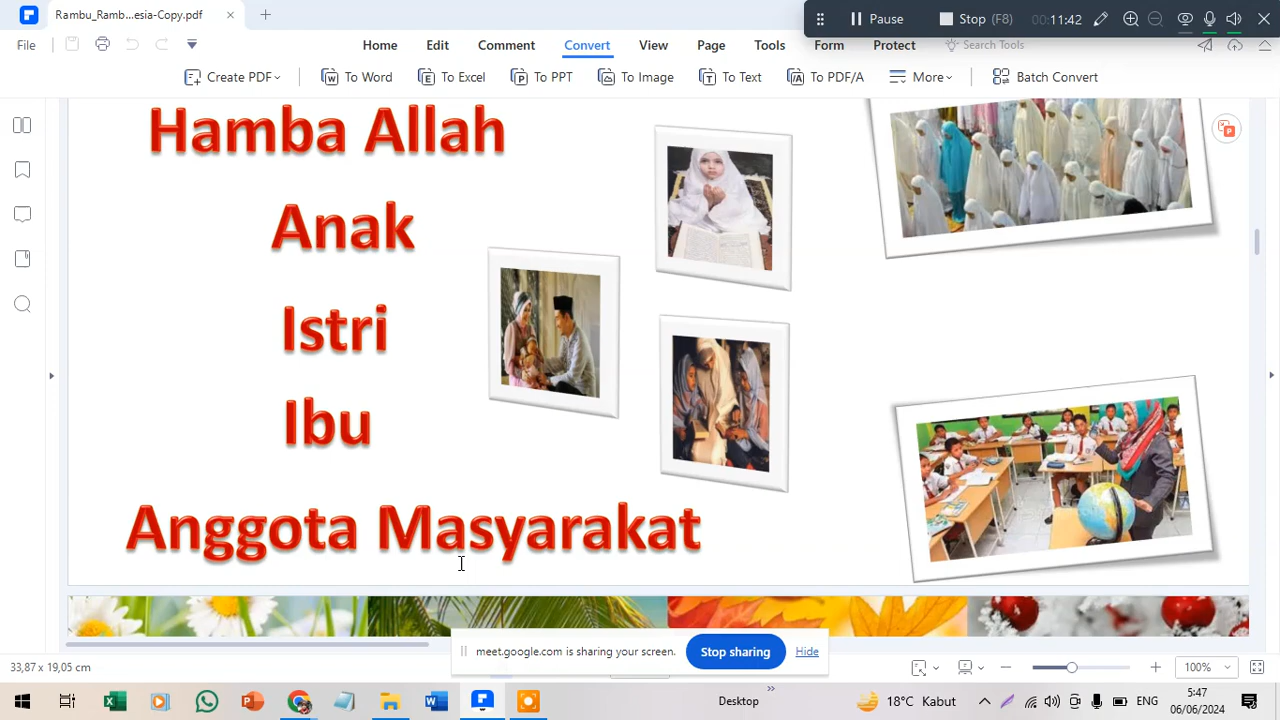 Rambu_Ramb...esia-Copy.pdf
Pause
Stop (F8)
00:11:42
File
Home
Edit
Comment
Convert
View
Page
Tools
Form
Protect
Search Tools
Create PDF
To Word
To Excel
To PPT
To Image
To Text
To PDF/A
More
Batch Convert
Hamba Allah
Anak
Istri
Ibu
Anggota Masyarakat
meet.google.com is sharing your screen.
Stop sharing
Hide
33,87 x 19,05 cm
100%
Desktop
18°C Kabut
5:47
06/06/2024